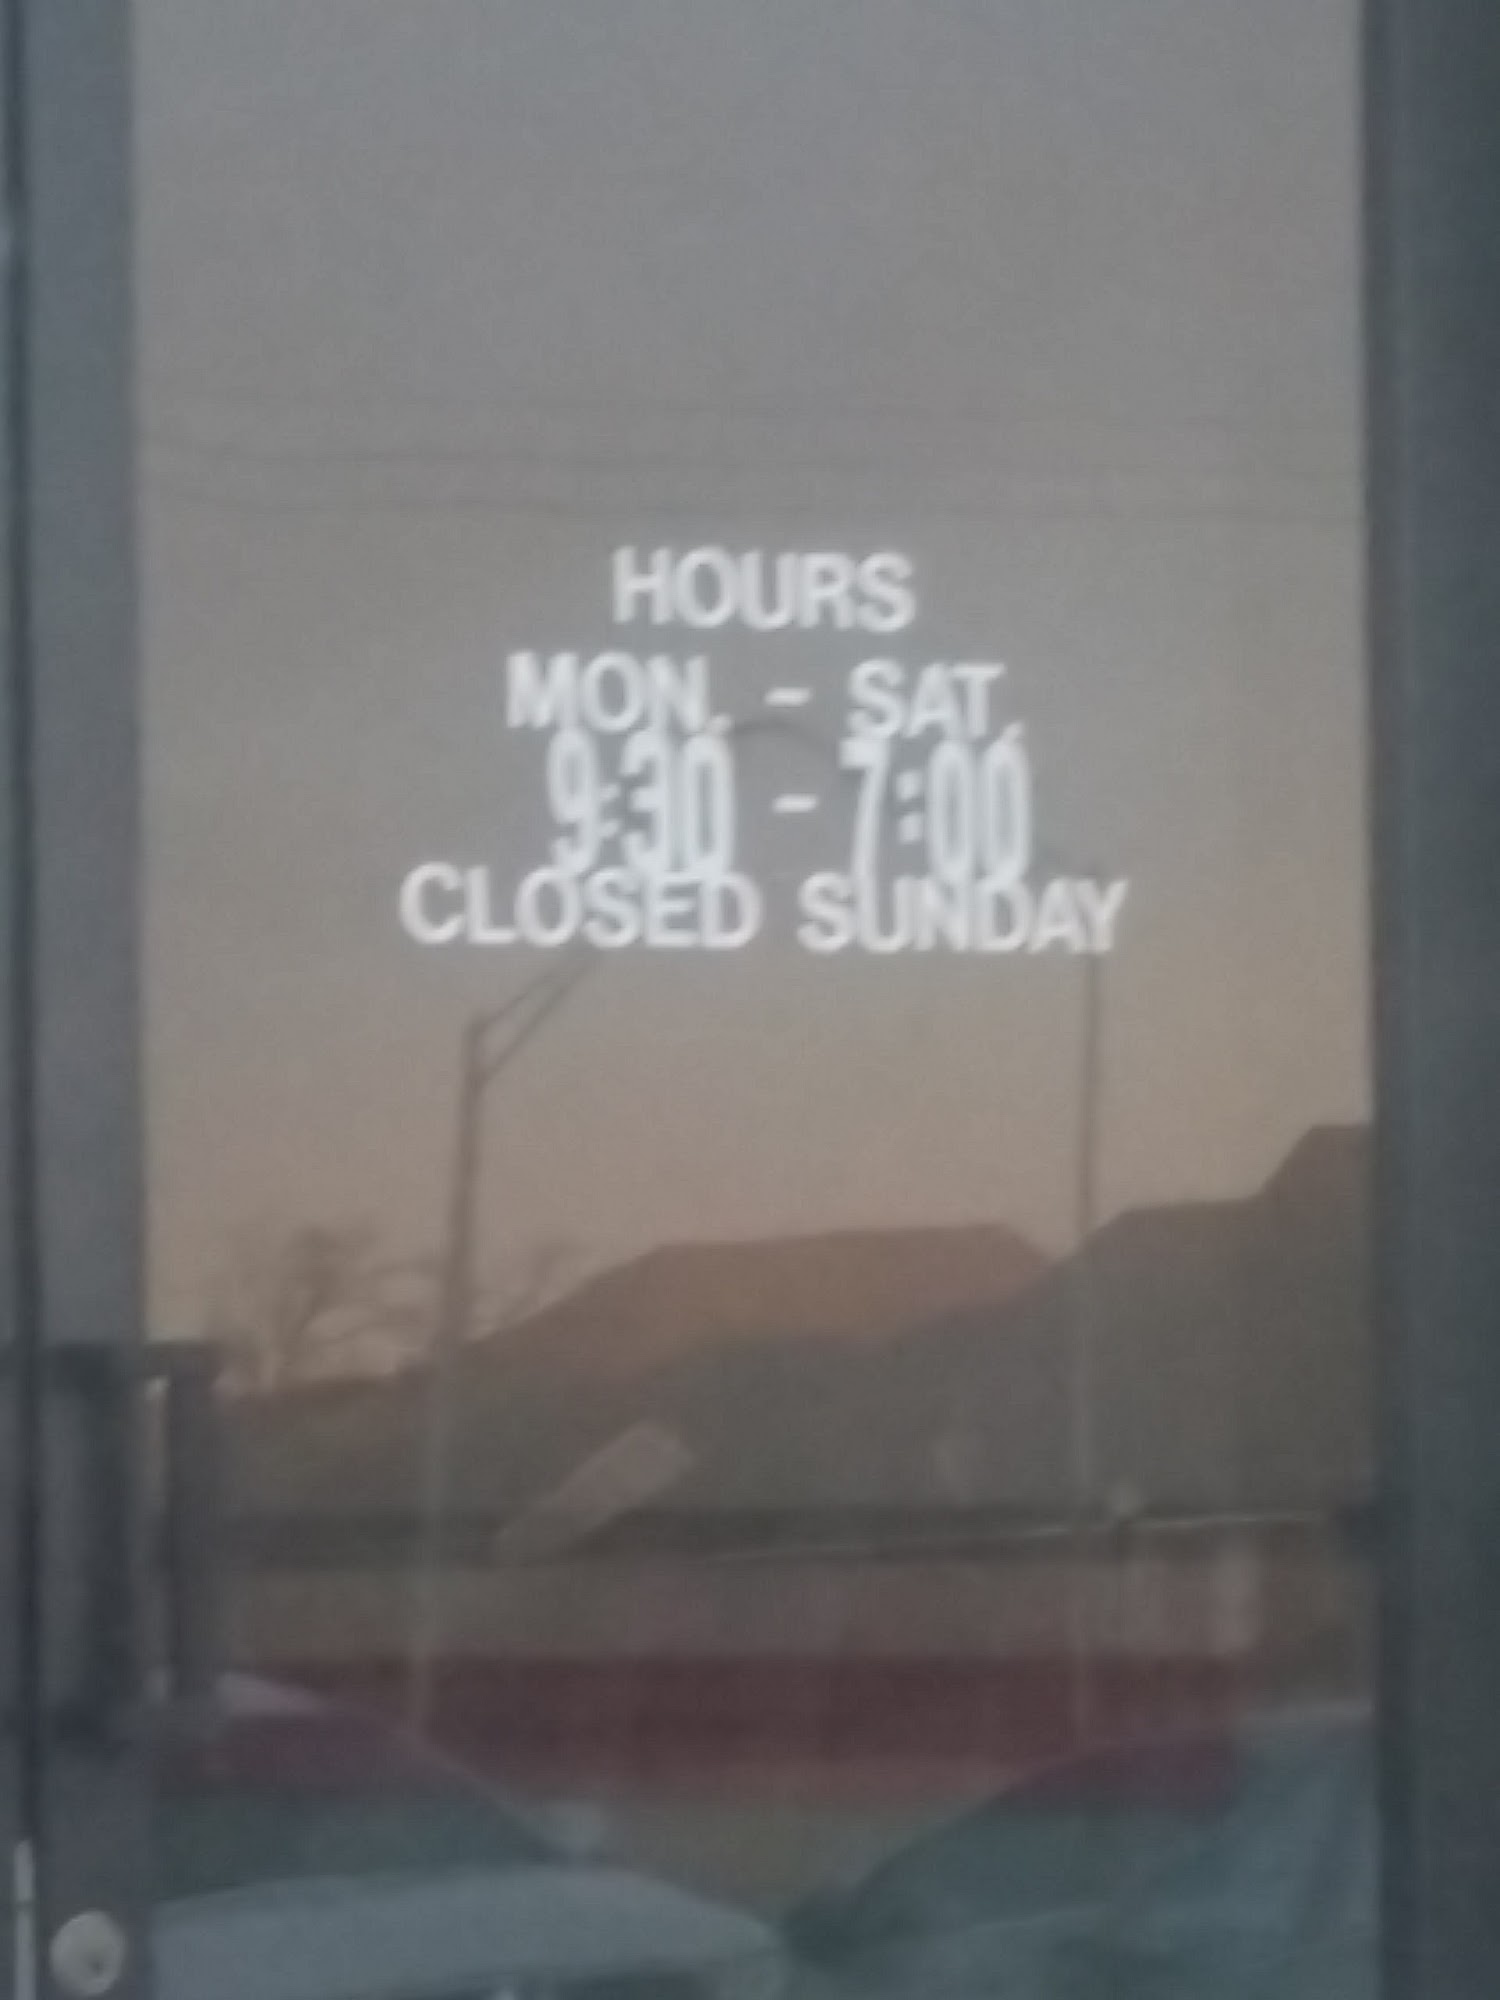 HOURS
MON. - SAT.
9:30 - 7:00
CLOSED SUNDAY